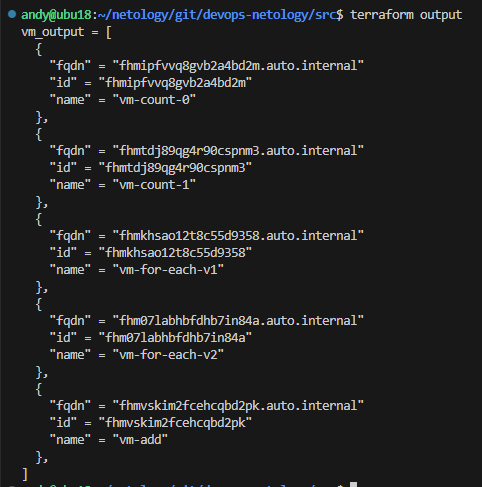 andy@ubu18:~/netology/git/devops-netology/src$ terraform output
vm_output = [
  {
    "fqdn" = "fhmipfvvq8gvb2a4bd2m.auto.internal"
    "id" = "fhmipfvvq8gvb2a4bd2m"
    "name" = "vm-count-0"
  },
  {
    "fqdn" = "fhmtdj89qg4r90cspnm3.auto.internal"
    "id" = "fhmtdj89qg4r90cspnm3"
    "name" = "vm-count-1"
  },
  {
    "fqdn" = "fhmkhsao12t8c55d9358.auto.internal"
    "id" = "fhmkhsao12t8c55d9358"
    "name" = "vm-for-each-v1"
  },
  {
    "fqdn" = "fhm07labhbfdhb7in84a.auto.internal"
    "id" = "fhm07labhbfdhb7in84a"
    "name" = "vm-for-each-v2"
  },
  {
    "fqdn" = "fhmvskim2fcehcqbd2pk.auto.internal"
    "id" = "fhmvskim2fcehcqbd2pk"
    "name" = "vm-add"
  },
]